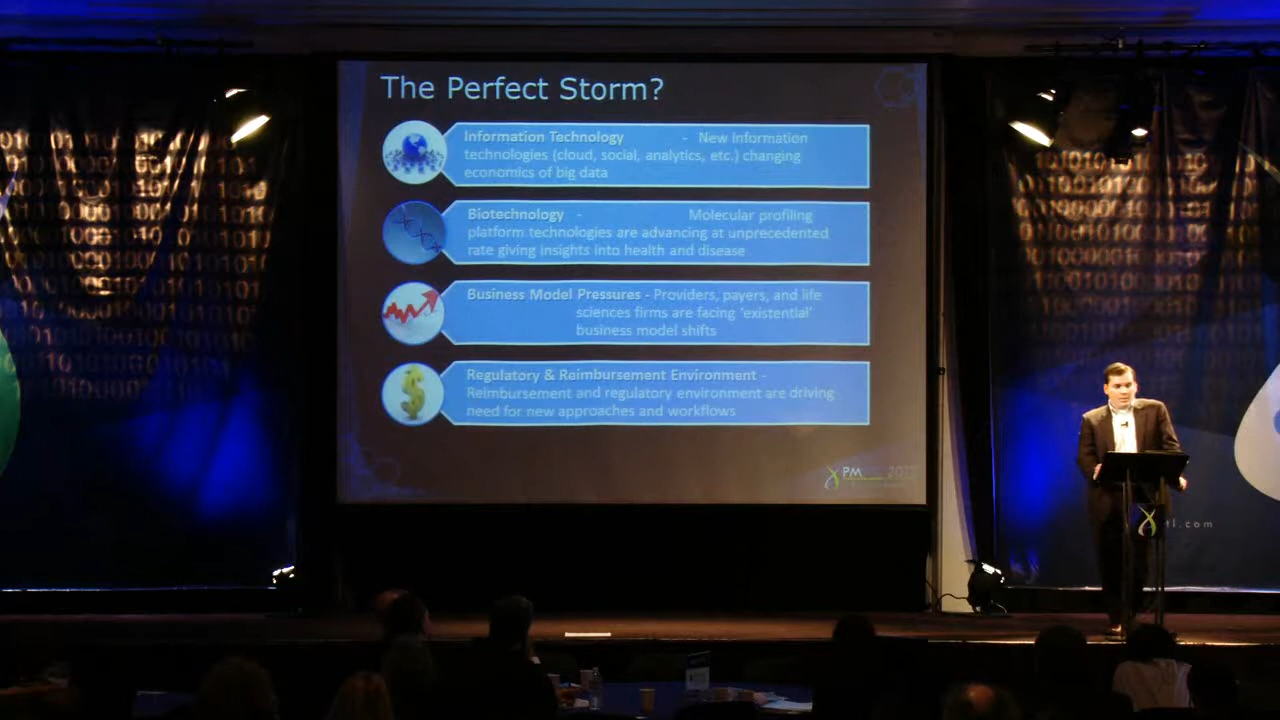 The Perfect Storm?
Information Technology - New information
technologies (cloud, social, analytics, etc.) changing
economics of big data
Biotechnology - Molecular profiling
platform technologies are advancing at unprecedented
rate giving insights into health and disease
Business Model Pressures - Providers, payers, and life
sciences firms are facing 'existential'
business model shifts
Regulatory & Reimbursement Environment -
Reimbursement and regulatory environment are driving
need for new approaches and workflows
PM